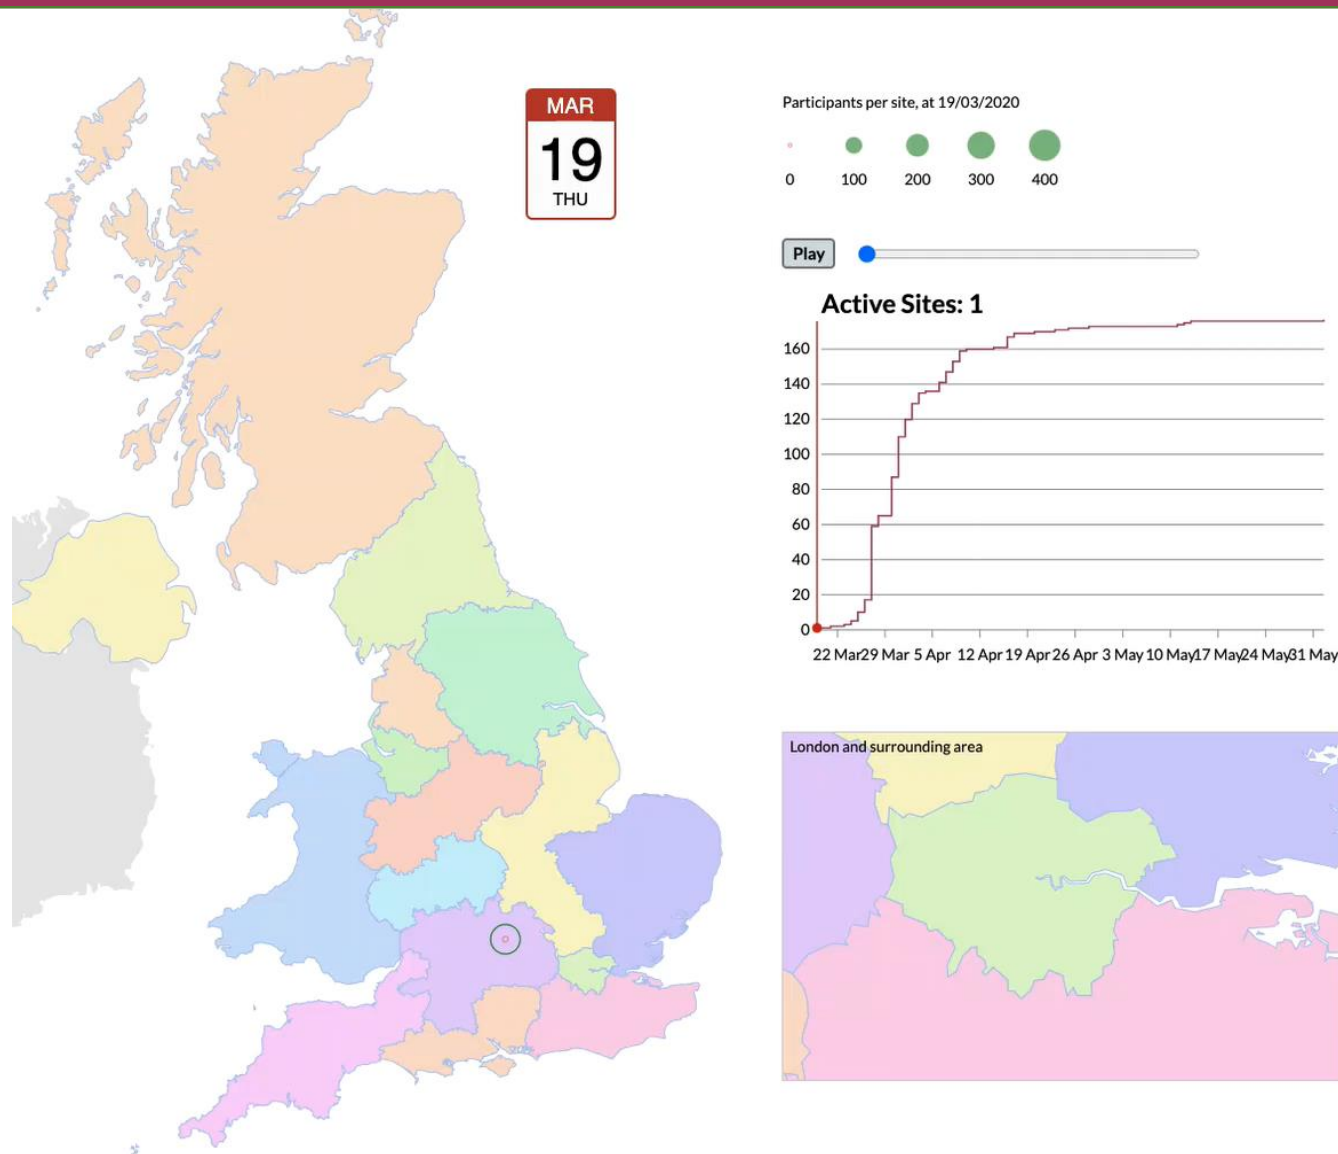 MAR
19
THU
Participants per site, at 19/03/2020
0 100 200 300 400
Play
Active Sites: 1
160
140
120
100
80
60
40
20
0
22 Mar 29 Mar 5 Apr 12 Apr 19 Apr 26 Apr 3 May 10 May 17 May 24 May 31 May
London and surrounding area